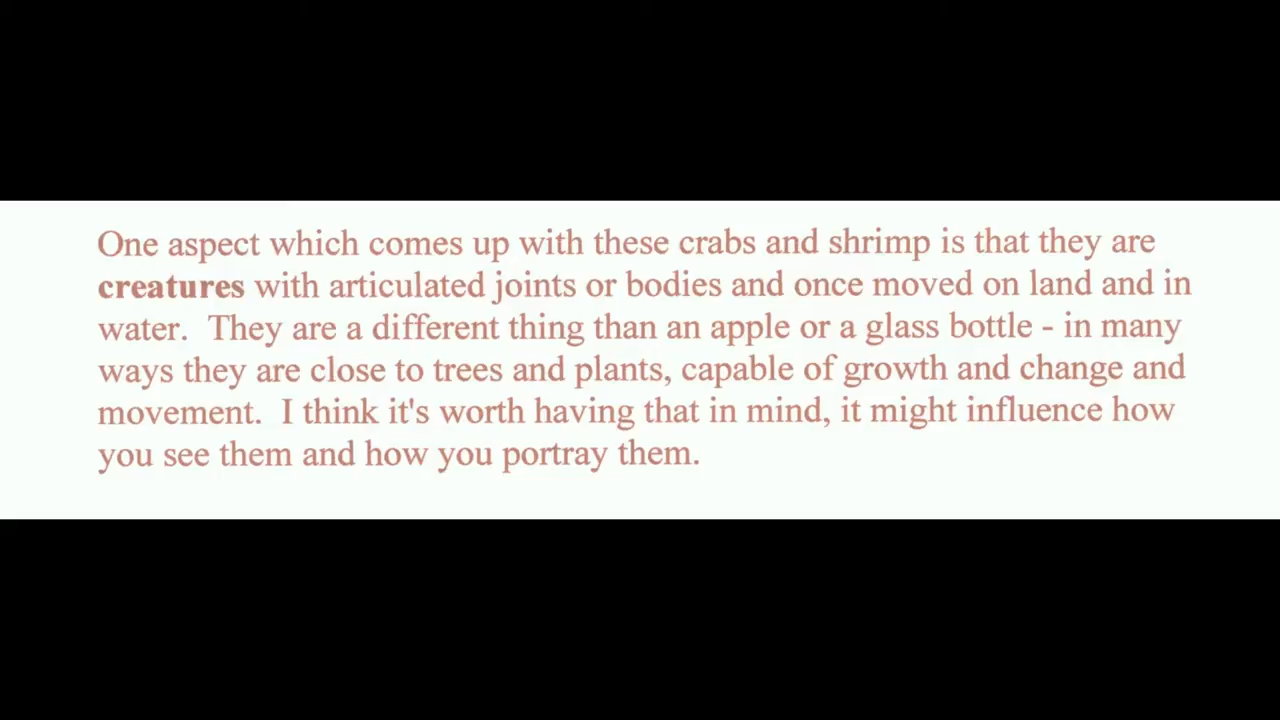 One aspect which comes up with these crabs and shrimp is that they are
creatures with articulated joints or bodies and once moved on land and in
water.  They are a different thing than an apple or a glass bottle - in many
ways they are close to trees and plants, capable of growth and change and
movement.  I think it's worth having that in mind, it might influence how
you see them and how you portray them.